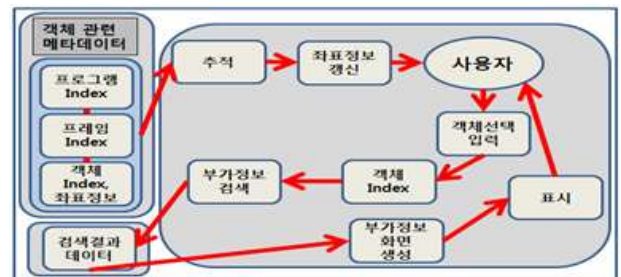 객체 관련
메타데이터
프로그램
Index
프레임
Index
객체
Index,
좌표정보
추적
좌표정보
갱신
사용자
객체선택
입력
객체
Index
부가정보
검색
검색결과
데이터
부가정보
화면
생성
표시